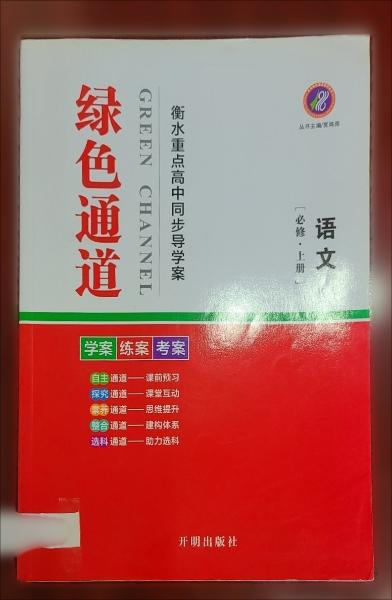 绿色通道
GREEN CHANNEL
衡水重点高中同步导学案
丛书主编/贾鸿周
语文
[必修·上册]
学案 练案 考案
自主 通道——课前预习
探究 通道——课堂互动
素养 通道——思维提升
整合 通道——建构体系
选科 通道——助力选科
开明出版社